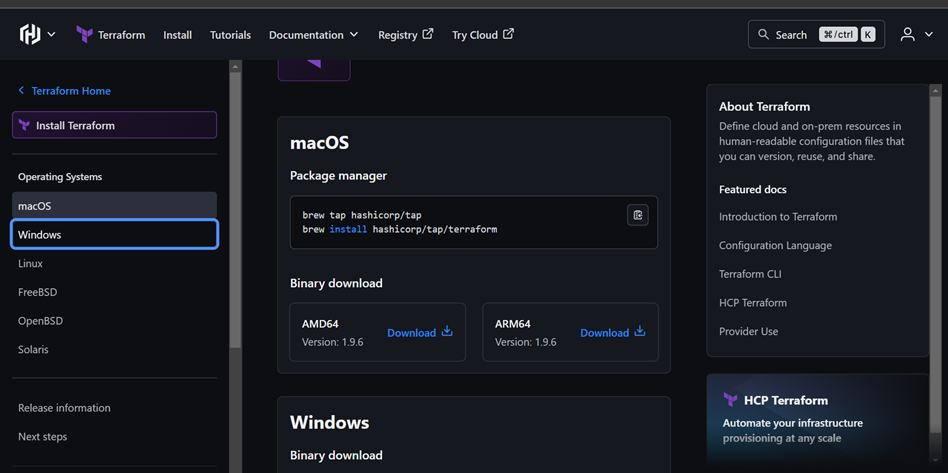 Terraform
Install
Tutorials
Documentation
Registry
Try Cloud
Search
⌘/ctrl
K
Terraform Home
Install Terraform
Operating Systems
macOS
Windows
Linux
FreeBSD
OpenBSD
Solaris
Release information
Next steps
macOS
Package manager
brew tap hashicorp/tap
brew install hashicorp/tap/terraform
Binary download
AMD64
Version: 1.9.6
Download
ARM64
Version: 1.9.6
Download
Windows
Binary download
About Terraform
Define cloud and on-prem resources in
human-readable configuration files that
you can version, reuse, and share.
Featured docs
Introduction to Terraform
Configuration Language
Terraform CLI
HCP Terraform
Provider Use
HCP Terraform
Automate your infrastructure
provisioning at any scale